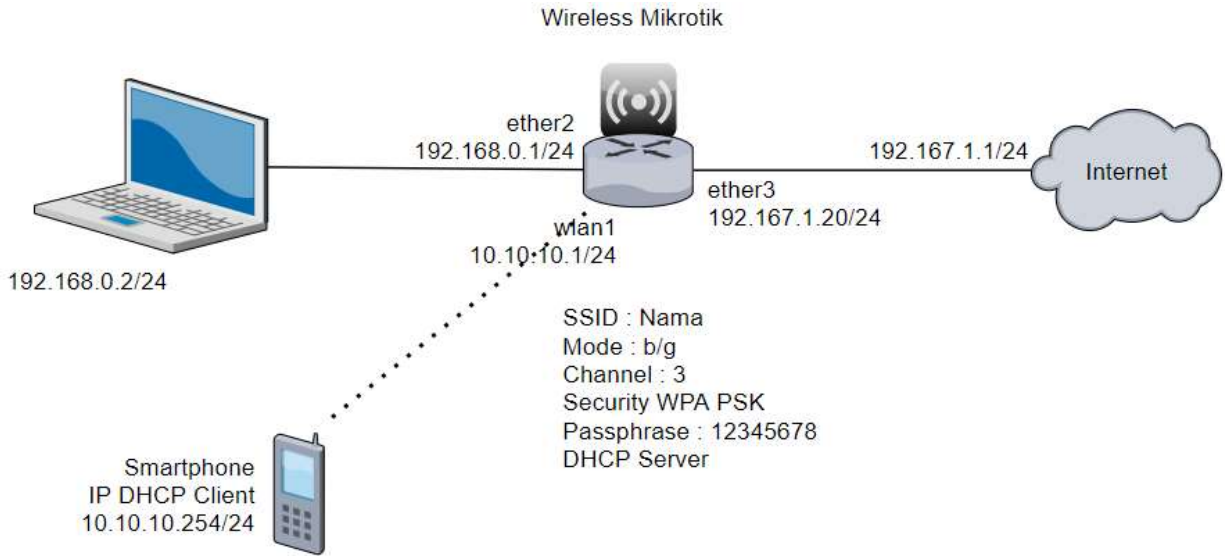 Wireless Mikrotik
ether2
192.168.0.1/24
192.168.0.2/24
192.167.1.1/24
Internet
ether3
192.167.1.20/24
wlan1
10.10.10.1/24
SSID : Nama
Mode : b/g
Channel : 3
Security WPA PSK
Passphrase : 12345678
DHCP Server
Smartphone
IP DHCP Client
10.10.10.254/24